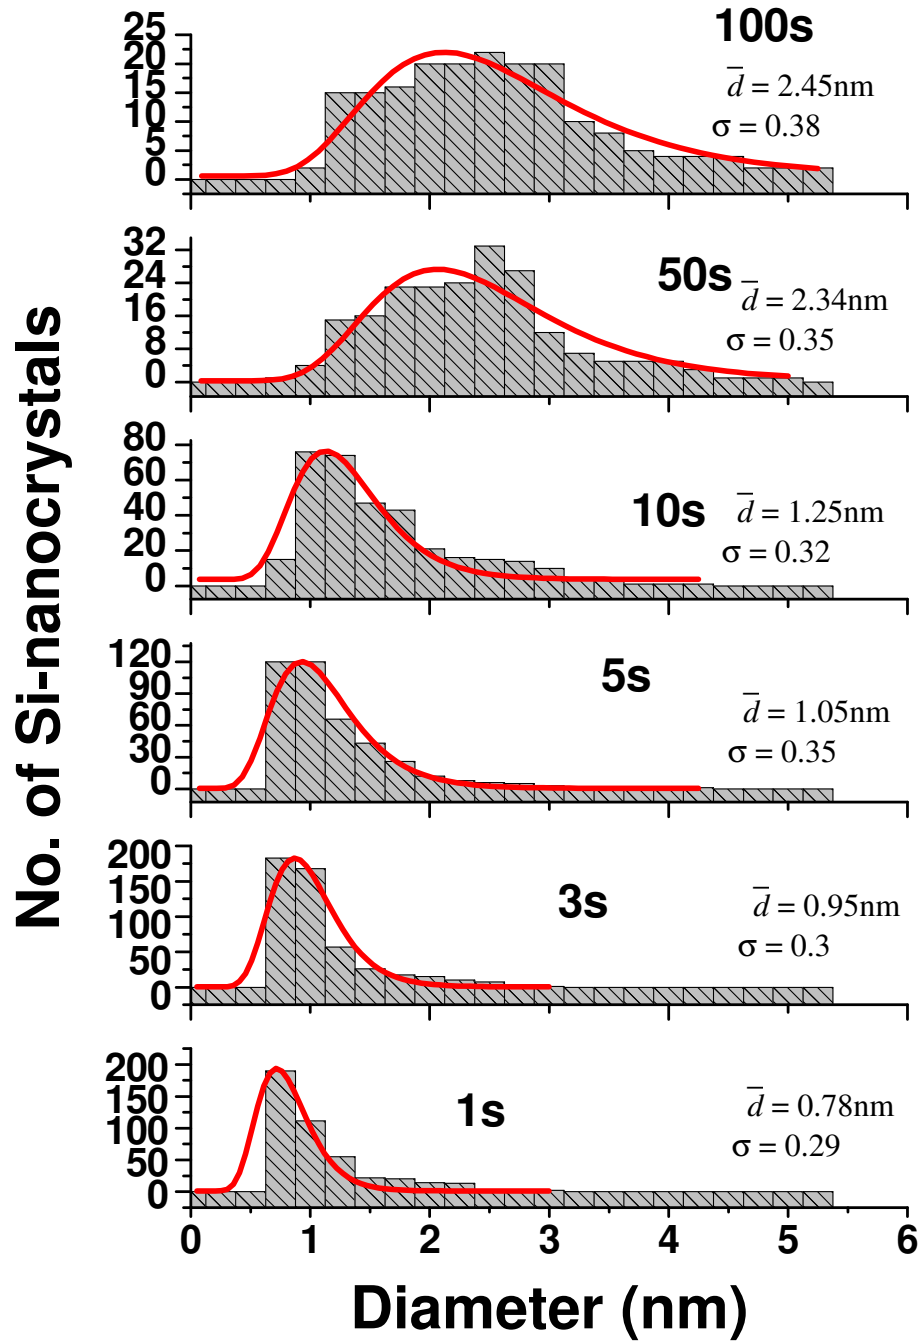 No. of Si-nanocrystals
100s
d̅ = 2.45nm
σ = 0.38
25
20
15
10
5
0
50s
d̅ = 2.34nm
σ = 0.35
32
24
16
8
0
10s
d̅ = 1.25nm
σ = 0.32
80
60
40
20
0
5s
d̅ = 1.05nm
σ = 0.35
120
90
60
30
0
3s
d̅ = 0.95nm
σ = 0.3
200
150
100
50
0
1s
d̅ = 0.78nm
σ = 0.29
200
150
100
50
0
0 1 2 3 4 5 6
Diameter (nm)